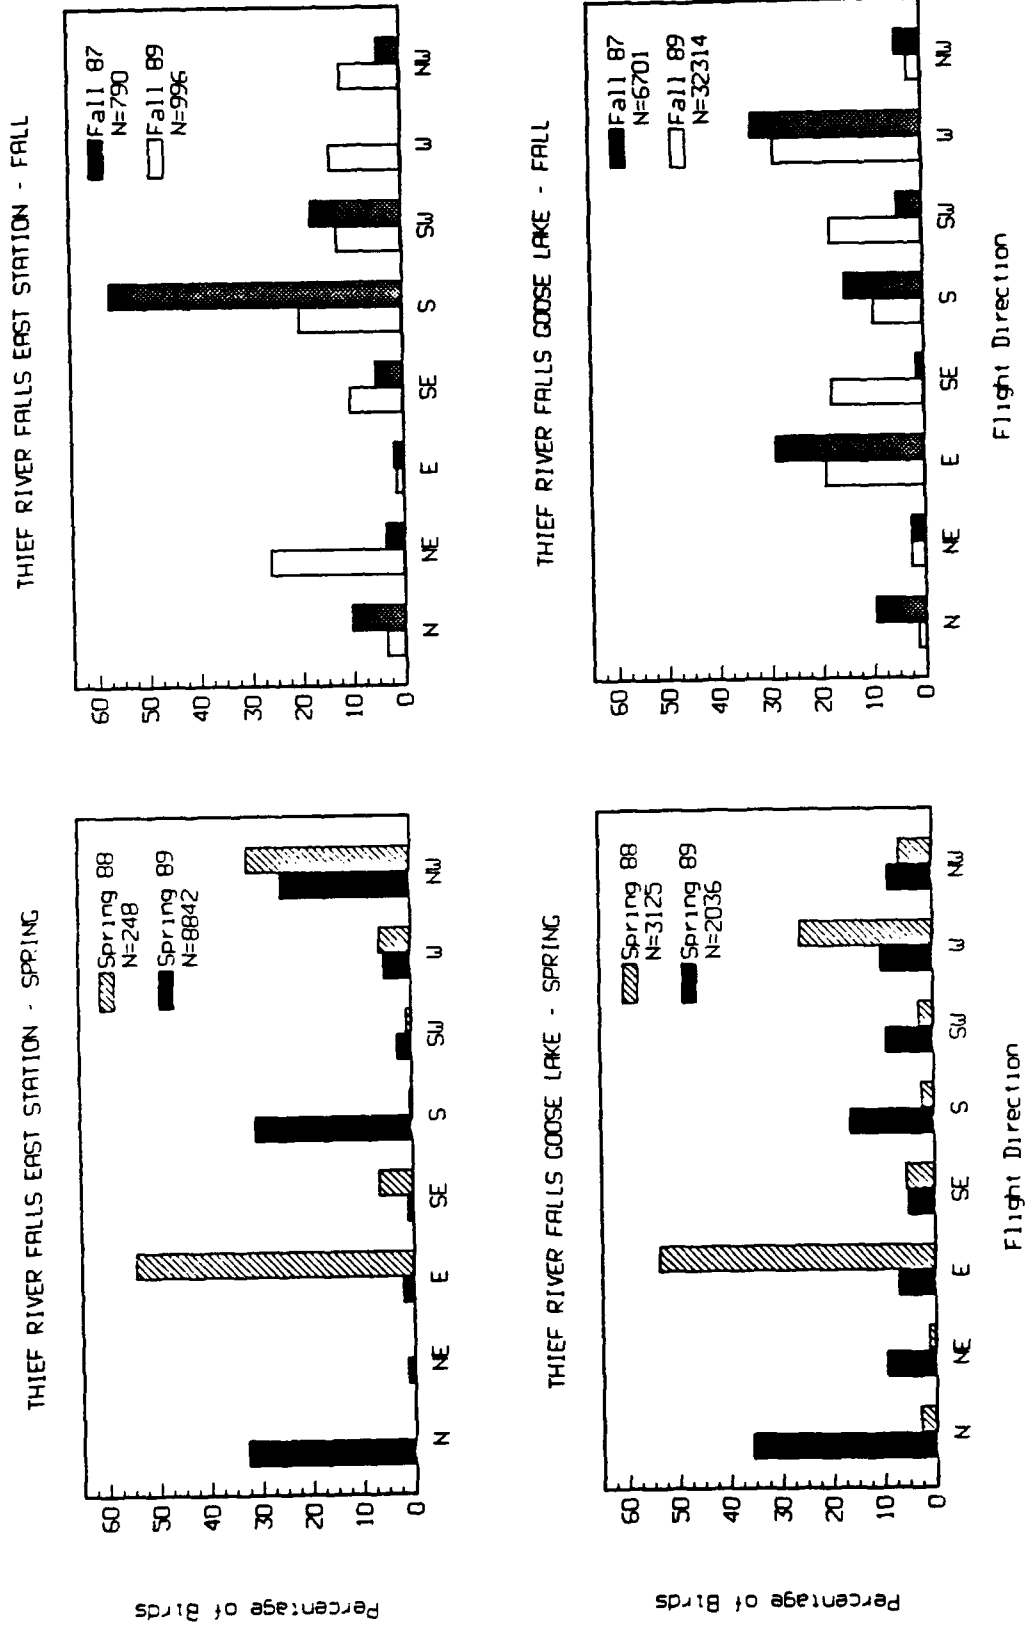 THIEF RIVER FALLS EAST STATION - SPRING
60
50
40
30
20
10
0
Spring 88
N=248
Spring 89
N=8842
N NE E SE S SW W NW
Percentage of Birds
THIEF RIVER FALLS EAST STATION - FALL
60
50
40
30
20
10
0
Fall 87
N=790
Fall 89
N=996
N NE E SE S SW W NW
THIEF RIVER FALLS GOOSE LAKE - SPRING
60
50
40
30
20
10
0
Spring 88
N=3125
Spring 89
N=2036
N NE E SE S SW W NW
Percentage of Birds
Flight Direction
THIEF RIVER FALLS GOOSE LAKE - FALL
60
50
40
30
20
10
0
Fall 87
N=6701
Fall 89
N=32314
N NE E SE S SW W NW
Flight Direction